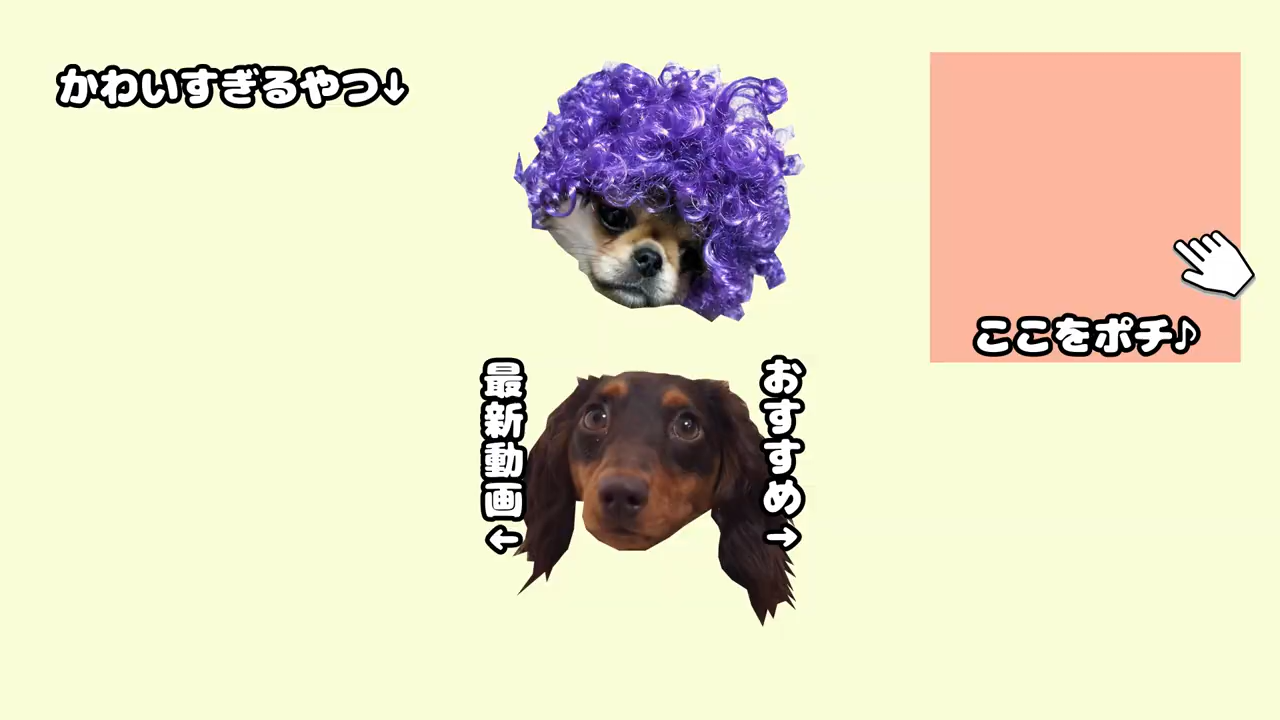 かわいすぎるやつ↓
ここをポチ♪
最新動画←
おすすめ→